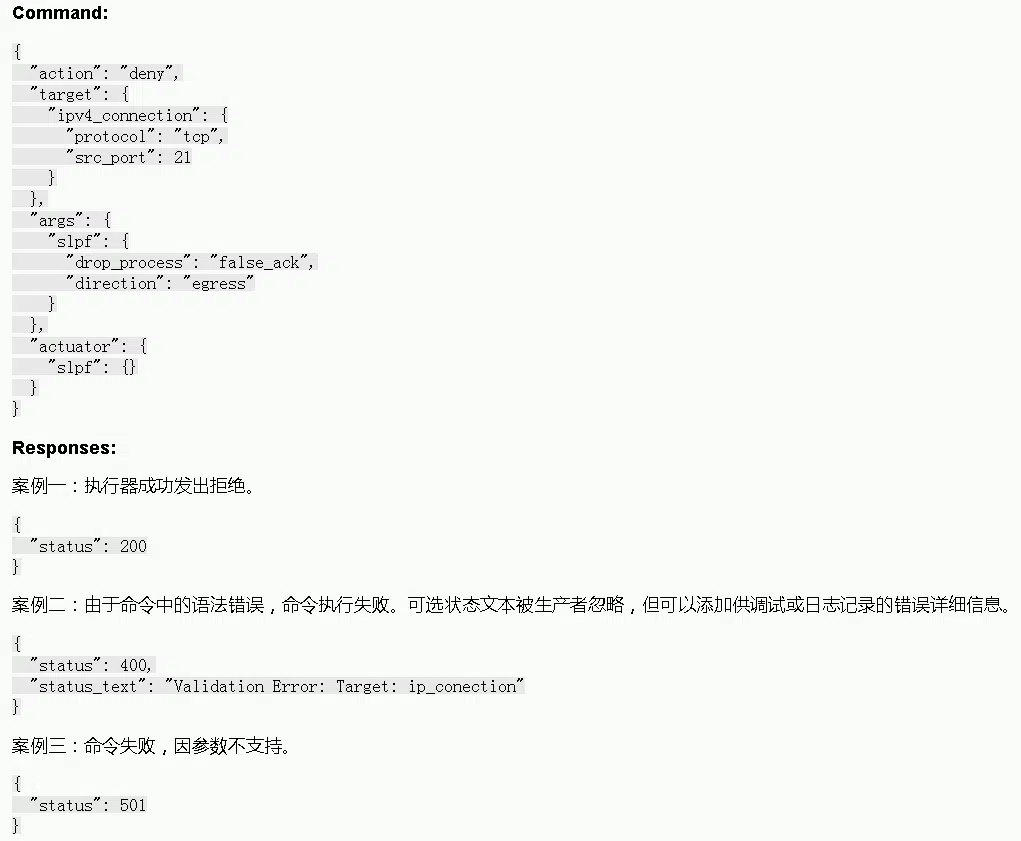 Command:
{
  "action": "deny",
  "target": {
    "ipv4_connection": {
      "protocol": "tcp",
      "src_port": 21
    }
  },
  "args": {
    "slpf": {
      "drop_process": "false_ack",
      "direction": "egress"
    }
  },
  "actuator": {
    "slpf": {}
  }
}
Responses:
案例一：执行器成功发出拒绝。
{
  "status": 200
}
案例二：由于命令中的语法错误，命令执行失败。可选状态文本被生产者忽略，但可以添加供调试或日志记录的错误详细信息。
{
  "status": 400,
  "status_text": "Validation Error: Target: ip_conection"
}
案例三：命令失败，因参数不支持。
{
  "status": 501
}